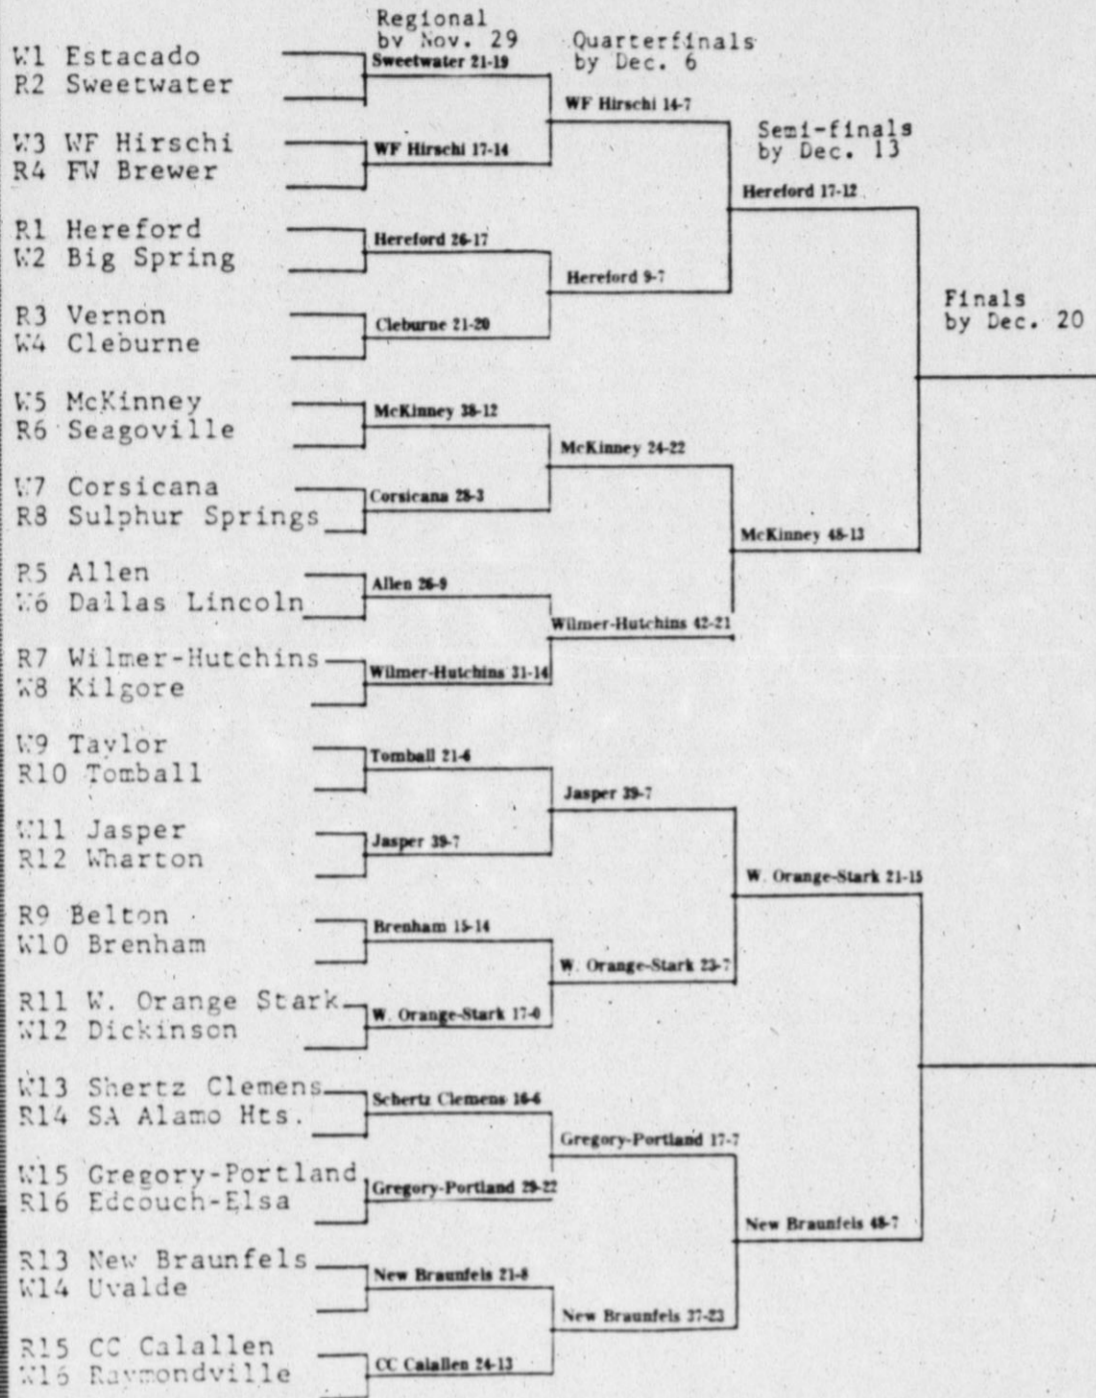 Regional
by Nov. 29
Quarterfinals
by Dec. 6
Semi-finals
by Dec. 13
Finals
by Dec. 20
W1 Estacado
R2 Sweetwater
Sweetwater 21-19
WF Hirschi 14-7
W3 WF Hirschi
R4 FW Brewer
WF Hirschi 17-14
Hereford 17-12
R1 Hereford
W2 Big Spring
Hereford 26-17
Hereford 9-7
R3 Vernon
W4 Cleburne
Cleburne 21-20
W5 McKinney
R6 Seagoville
McKinney 38-12
McKinney 24-22
W7 Corsicana
R8 Sulphur Springs
Corsicana 28-3
McKinney 48-13
R5 Allen
W6 Dallas Lincoln
Allen 26-9
Wilmer-Hutchins 42-21
R7 Wilmer-Hutchins
W8 Kilgore
Wilmer-Hutchins 31-14
W9 Taylor
R10 Tomball
Tomball 21-6
Jasper 39-7
W11 Jasper
R12 Wharton
Jasper 39-7
W. Orange-Stark 21-15
R9 Belton
W10 Brenham
Brenham 15-14
W. Orange-Stark 23-7
R11 W. Orange Stark
W12 Dickinson
W. Orange-Stark 17-0
W13 Shertz Clemens
R14 SA Alamo Hts.
Schertz Clemens 16-6
Gregory-Portland 17-7
W15 Gregory-Portland
R16 Edcouch-Elsa
Gregory-Portland 29-22
New Braunfels 48-7
R13 New Braunfels
W14 Uvalde
New Braunfels 21-8
New Braunfels 37-23
R15 CC Calallen
W16 Raymondville
CC Calallen 24-13